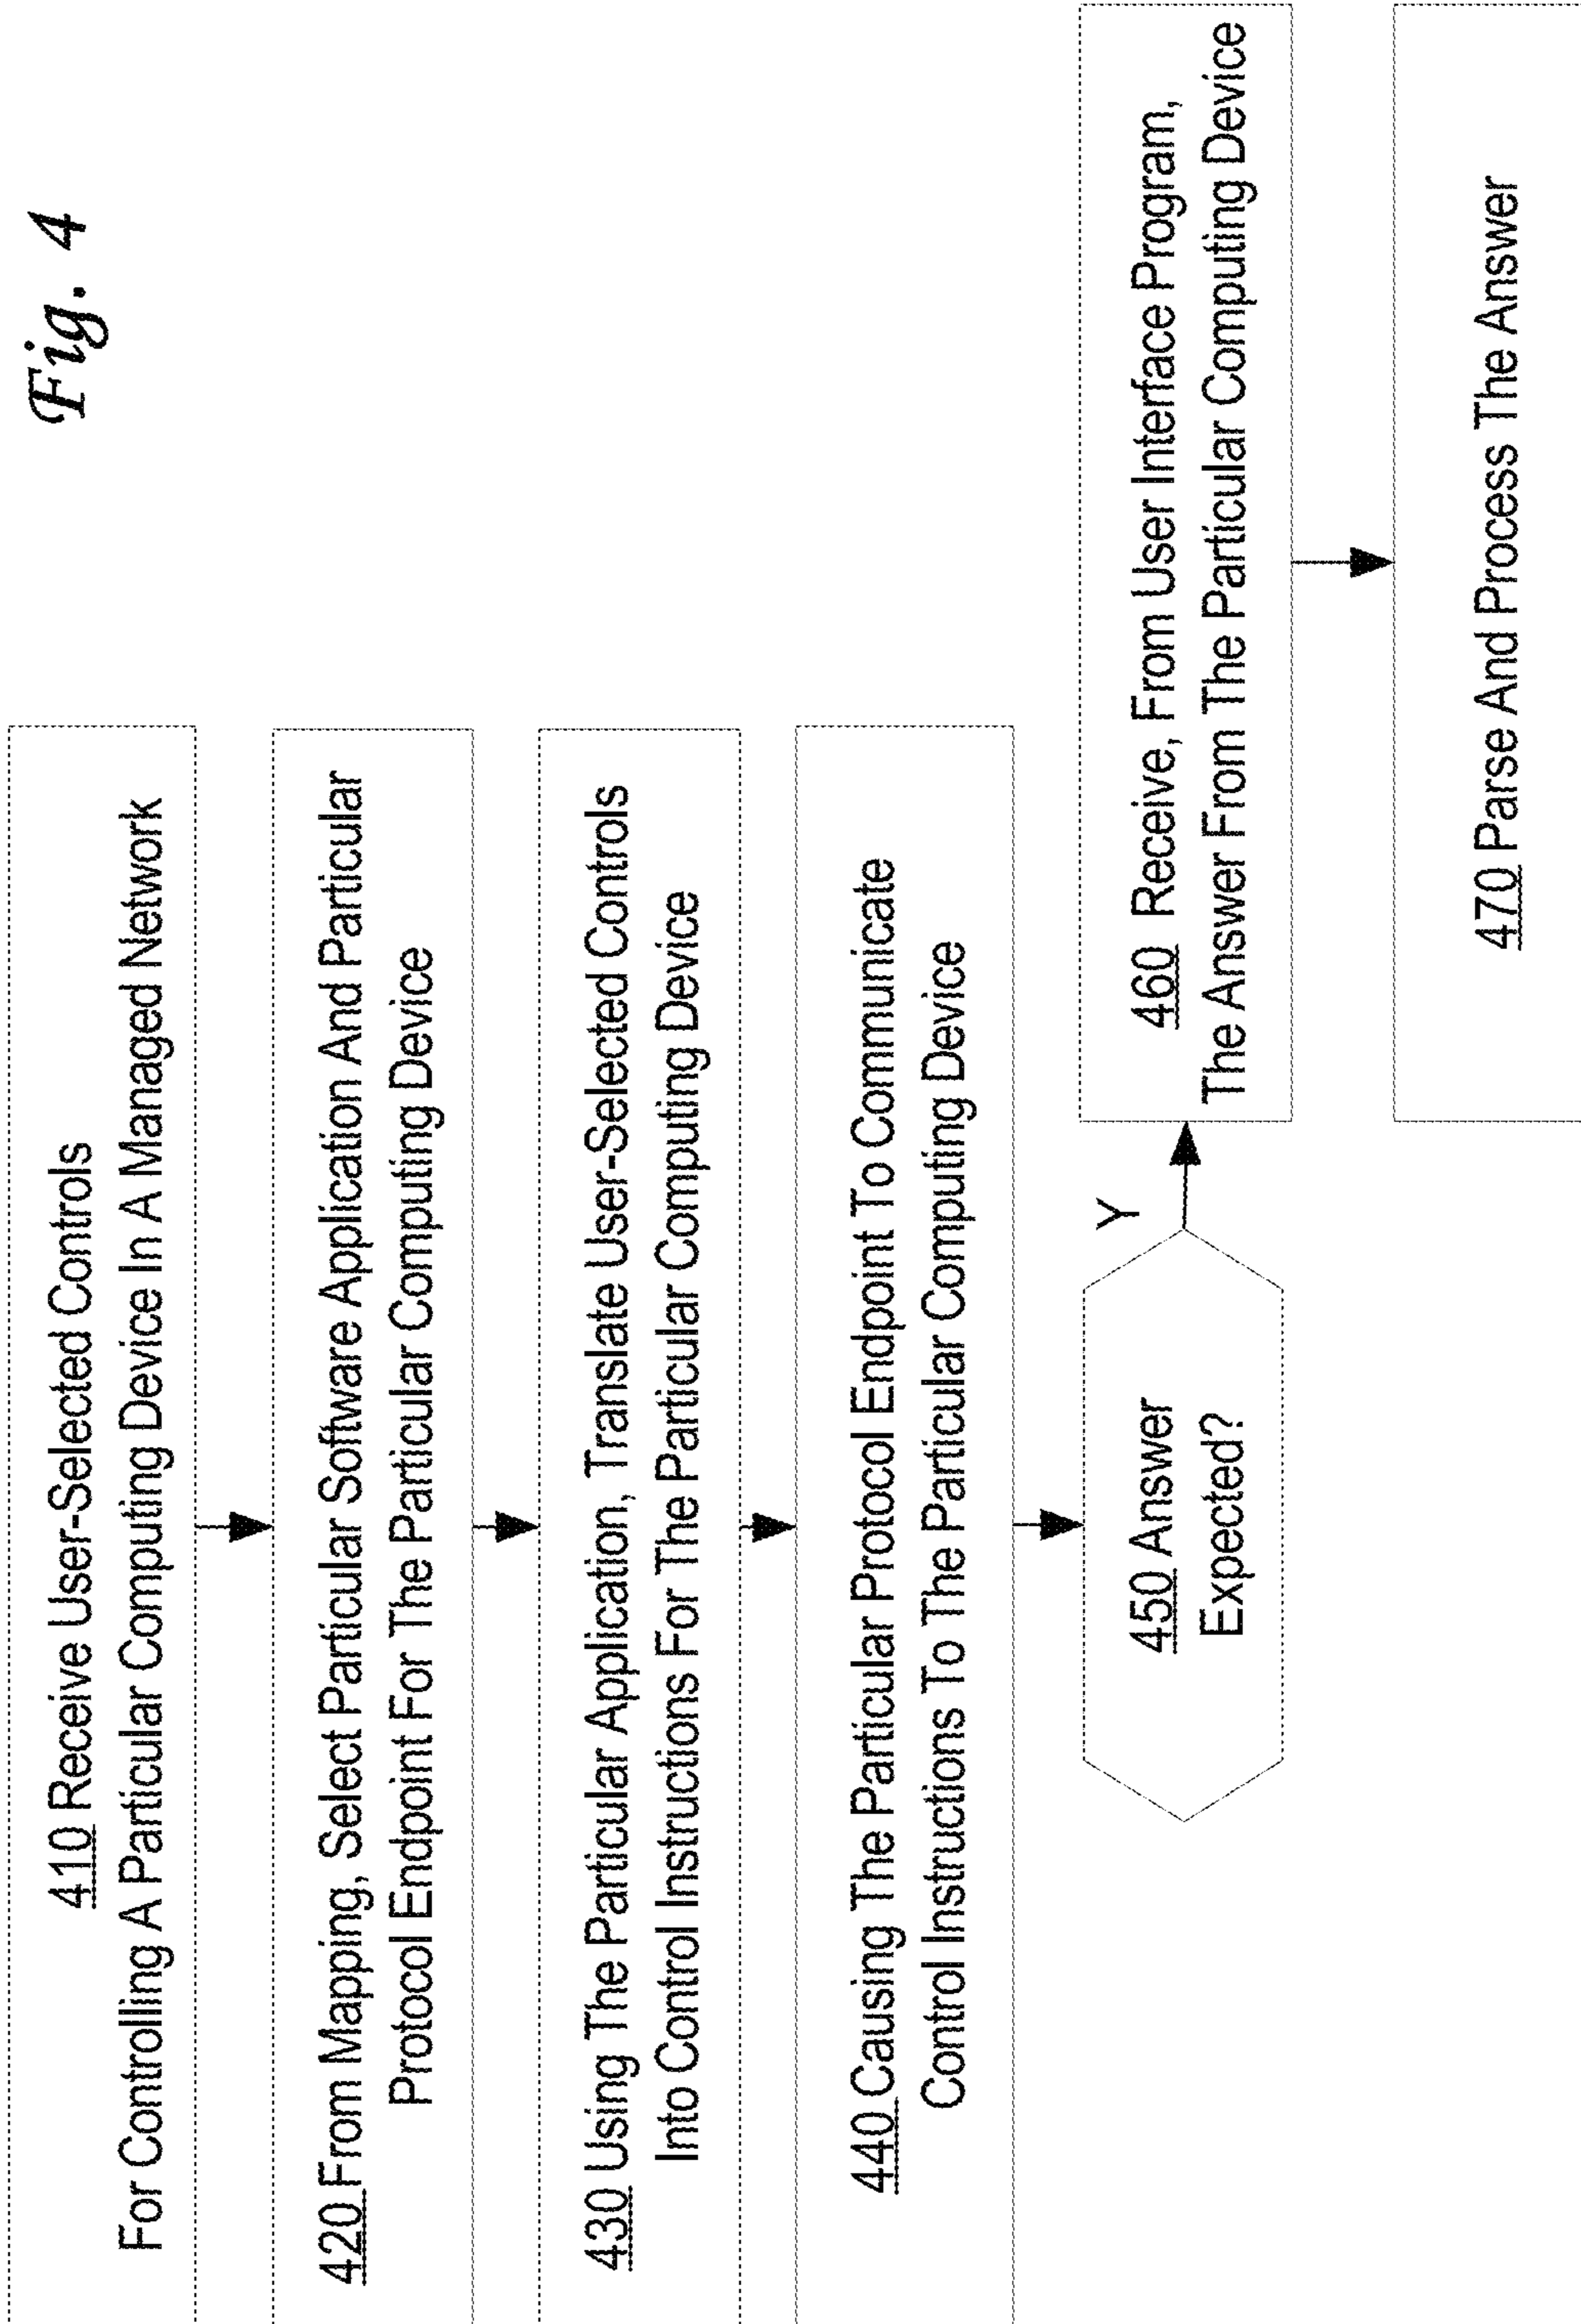 Fig. 4
410 Receive User-Selected Controls
For Controlling A Particular Computing Device In A Managed Network
420 From Mapping, Select Particular Software Application And Particular
Protocol Endpoint For The Particular Computing Device
430 Using The Particular Application, Translate User-Selected Controls
Into Control Instructions For The Particular Computing Device
440 Causing The Particular Protocol Endpoint To Communicate
Control Instructions To The Particular Computing Device
450 Answer
Expected?
Y
460 Receive, From User Interface Program,
The Answer From The Particular Computing Device
470 Parse And Process The Answer